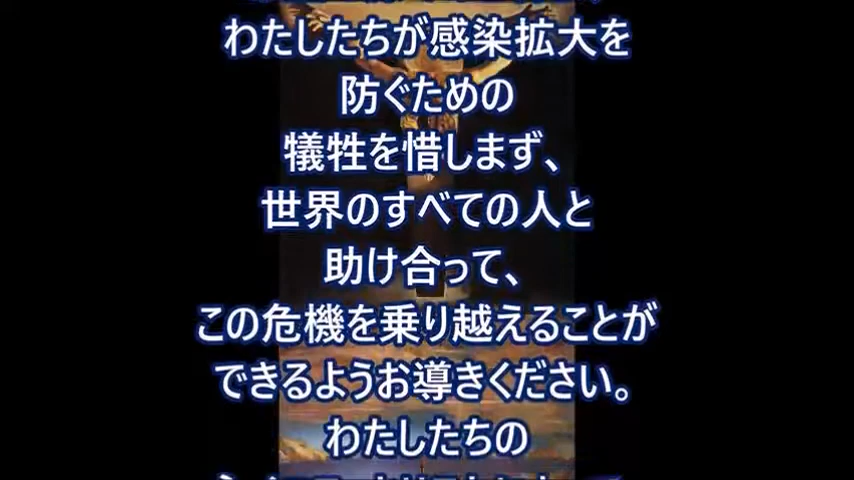 わたしたちが感染拡大を
防ぐための
犠牲を惜しまず、
世界のすべての人と
助け合って、
この危機を乗り越えることが
できるようお導きください。
わたしたちの